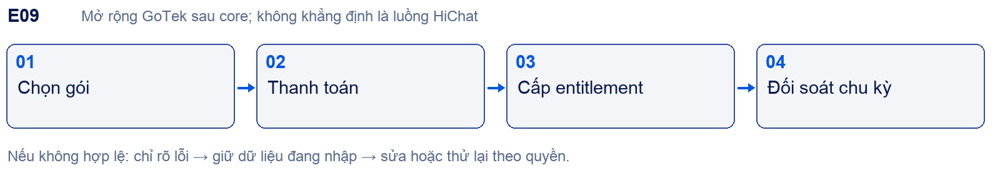 E09 Mở rộng GoTek sau core; không khẳng định là luồng HiChat
01
Chọn gói
02
Thanh toán
03
Cấp entitlement
04
Đối soát chu kỳ
Nếu không hợp lệ: chỉ rõ lỗi → giữ dữ liệu đang nhập → sửa hoặc thử lại theo quyền.